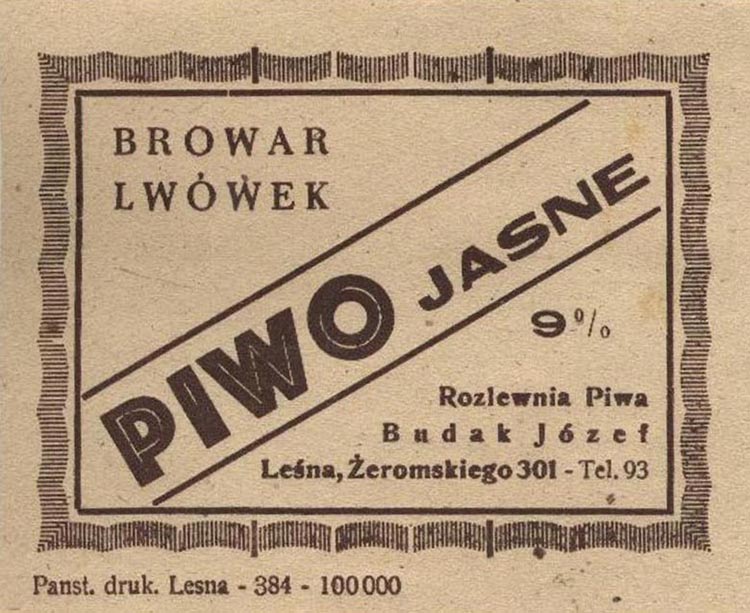 BROWAR
LWÓWEK
PIWO JASNE
9%
Rozlewnia Piwa
Budak Józef
Leśna, Żeromskiego 301 - Tel. 93
Panst. druk. Lesna - 384 - 100000